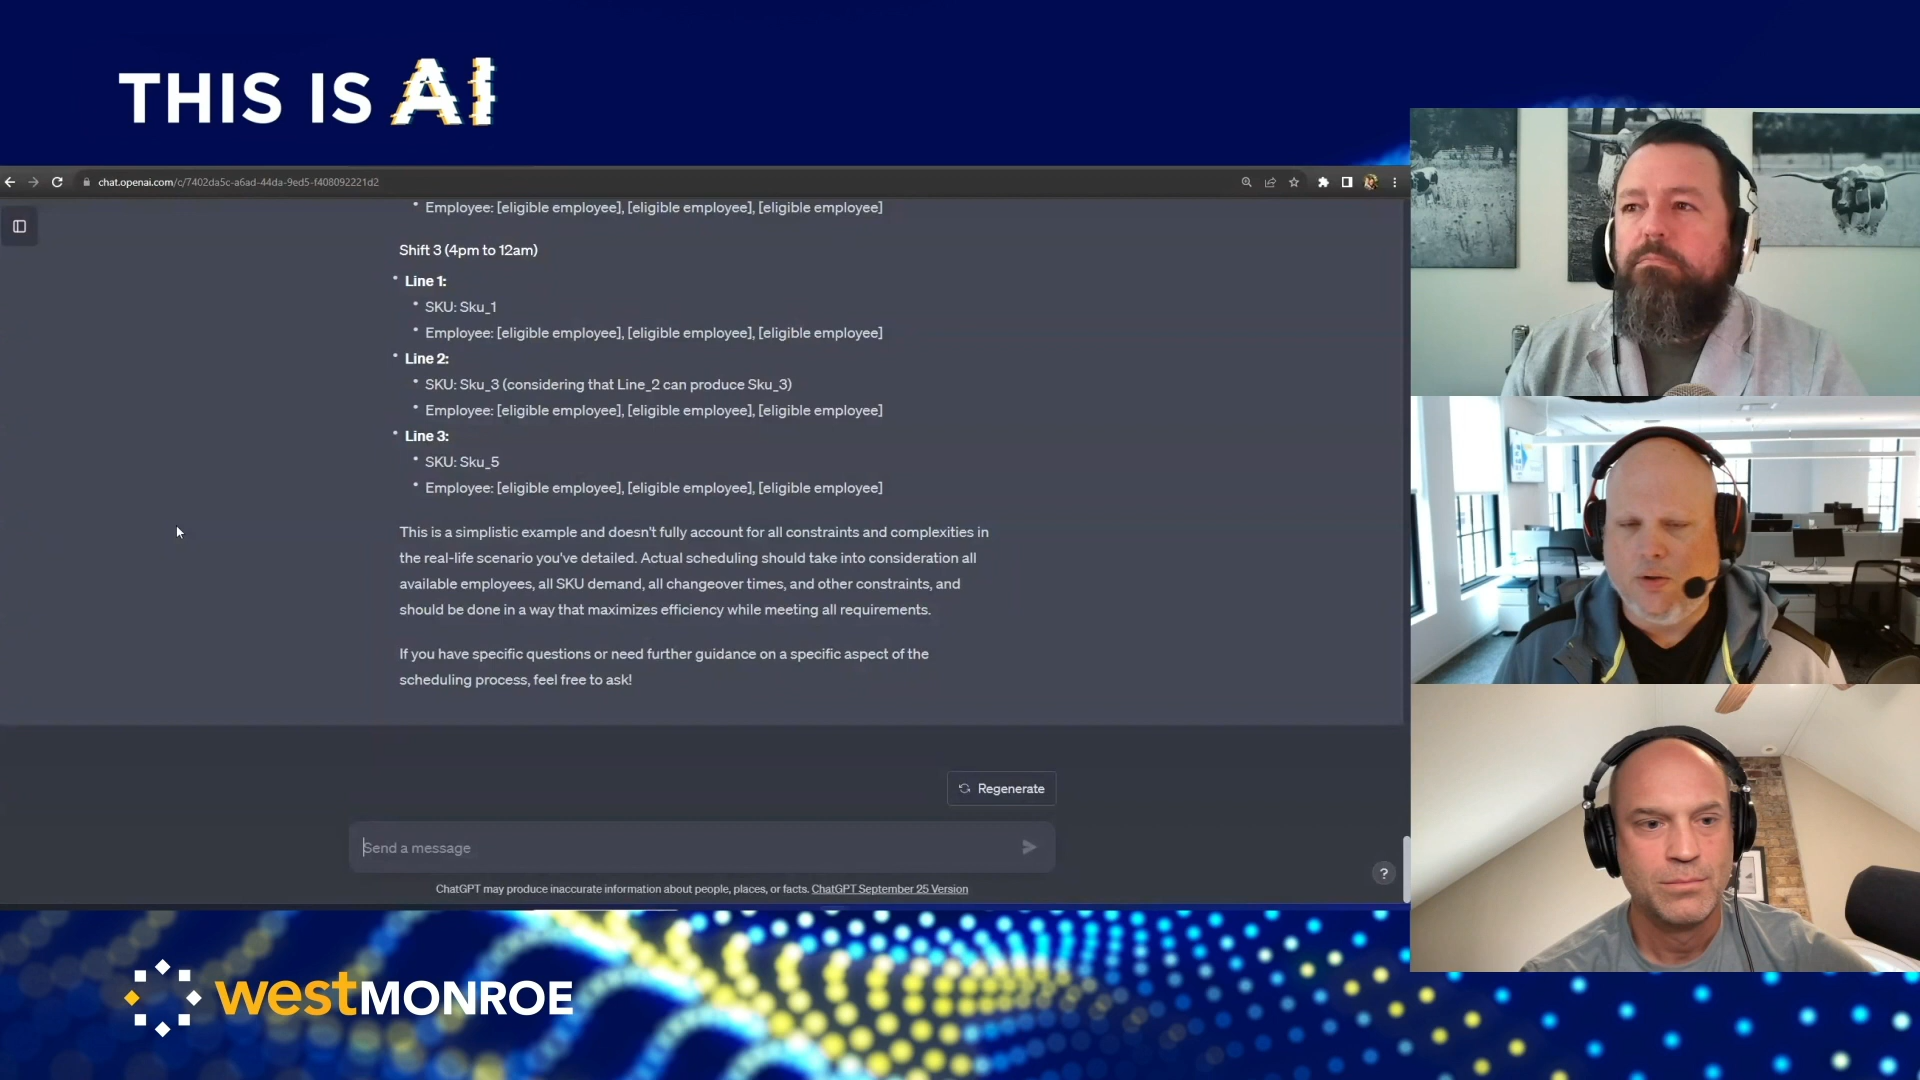 THIS IS AI
chat.openai.com/c/7402da5c-a6ad-44da-9ed5-f408092221d2
• Employee: [eligible employee], [eligible employee], [eligible employee]
Shift 3 (4pm to 12am)
• Line 1:
• SKU: Sku_1
• Employee: [eligible employee], [eligible employee], [eligible employee]
• Line 2:
• SKU: Sku_3 (considering that Line_2 can produce Sku_3)
• Employee: [eligible employee], [eligible employee], [eligible employee]
• Line 3:
• SKU: Sku_5
• Employee: [eligible employee], [eligible employee], [eligible employee]
This is a simplistic example and doesn't fully account for all constraints and complexities in
the real-life scenario you've detailed. Actual scheduling should take into consideration all
available employees, all SKU demand, all changeover times, and other constraints, and
should be done in a way that maximizes efficiency while meeting all requirements.
If you have specific questions or need further guidance on a specific aspect of the
scheduling process, feel free to ask!
Regenerate
Send a message
?
ChatGPT may produce inaccurate information about people, places, or facts. ChatGPT September 25 Version
westMONROE